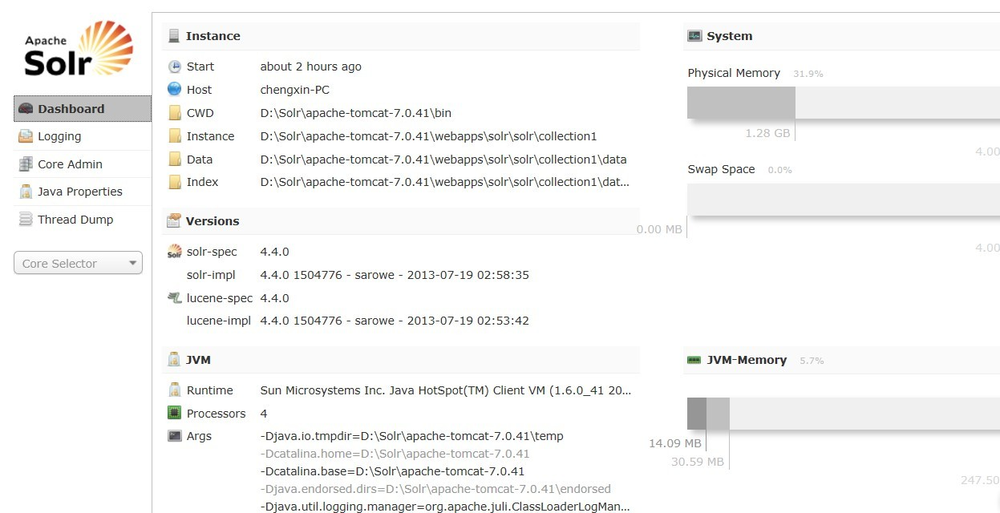 Apache
Solr
Dashboard
Logging
Core Admin
Java Properties
Thread Dump
Core Selector
Instance
Start about 2 hours ago
Host chengxin-PC
CWD D:\Solr\apache-tomcat-7.0.41\bin
Instance D:\Solr\apache-tomcat-7.0.41\webapps\solr\solr\collection1
Data D:\Solr\apache-tomcat-7.0.41\webapps\solr\solr\collection1\data
Index D:\Solr\apache-tomcat-7.0.41\webapps\solr\solr\collection1\dat...
Versions
solr-spec 4.4.0
solr-impl 4.4.0 1504776 - sarowe - 2013-07-19 02:58:35
lucene-spec 4.4.0
lucene-impl 4.4.0 1504776 - sarowe - 2013-07-19 02:53:42
JVM
Runtime Sun Microsystems Inc. Java HotSpot(TM) Client VM (1.6.0_41 20...
Processors 4
Args -Djava.io.tmpdir=D:\Solr\apache-tomcat-7.0.41\temp
-Dcatalina.home=D:\Solr\apache-tomcat-7.0.41
-Dcatalina.base=D:\Solr\apache-tomcat-7.0.41
-Djava.endorsed.dirs=D:\Solr\apache-tomcat-7.0.41\endorsed
-Djava.util.logging.manager=org.apache.juli.ClassLoaderLogMan...
System
Physical Memory 31.9%
1.28 GB
4.00
Swap Space 0.0%
0.00 MB
4.00
JVM-Memory 5.7%
14.09 MB
30.59 MB
247.50